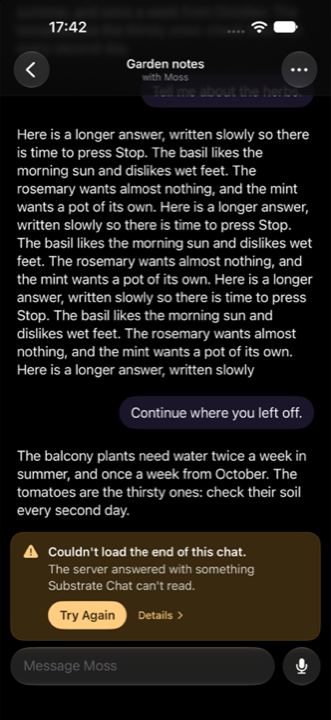 17:42
Garden notes
with Moss
Tell me about the herbs.
Here is a longer answer, written slowly so there
is time to press Stop. The basil likes the
morning sun and dislikes wet feet. The
rosemary wants almost nothing, and the mint
wants a pot of its own. Here is a longer answer,
written slowly so there is time to press Stop.
The basil likes the morning sun and dislikes wet
feet. The rosemary wants almost nothing, and
the mint wants a pot of its own. Here is a longer
answer, written slowly so there is time to press
Stop. The basil likes the morning sun and
dislikes wet feet. The rosemary wants almost
nothing, and the mint wants a pot of its own.
Here is a longer answer, written slowly
Continue where you left off.
The balcony plants need water twice a week in
summer, and once a week from October. The
tomatoes are the thirsty ones: check their soil
every second day.
Couldn't load the end of this chat.
The server answered with something
Substrate Chat can't read.
Try Again
Details >
Message Moss